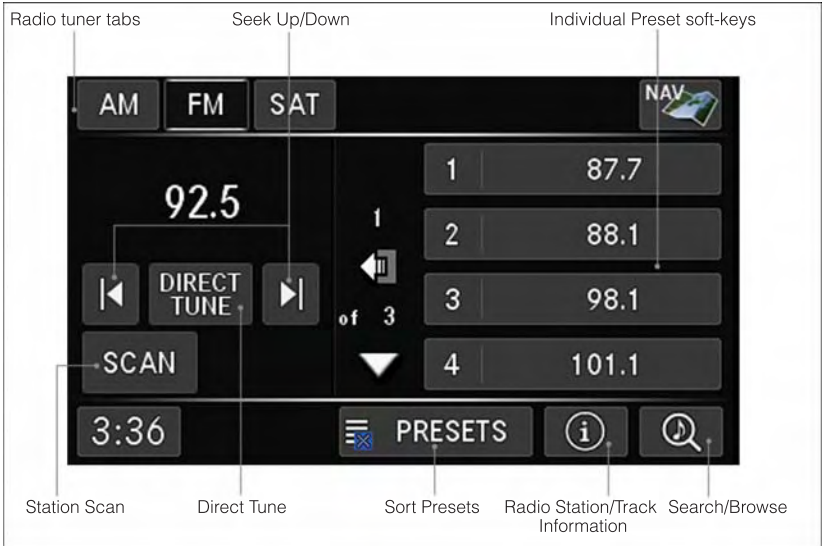 Radio tuner tabs
Seek Up/Down
Individual Preset soft-keys
AM
FM
SAT
NAV
92.5
DIRECT
TUNE
SCAN
1
of 3
1 87.7
2 88.1
3 98.1
4 101.1
3:36
PRESETS
i
Station Scan
Direct Tune
Sort Presets
Radio Station/Track
Information
Search/Browse